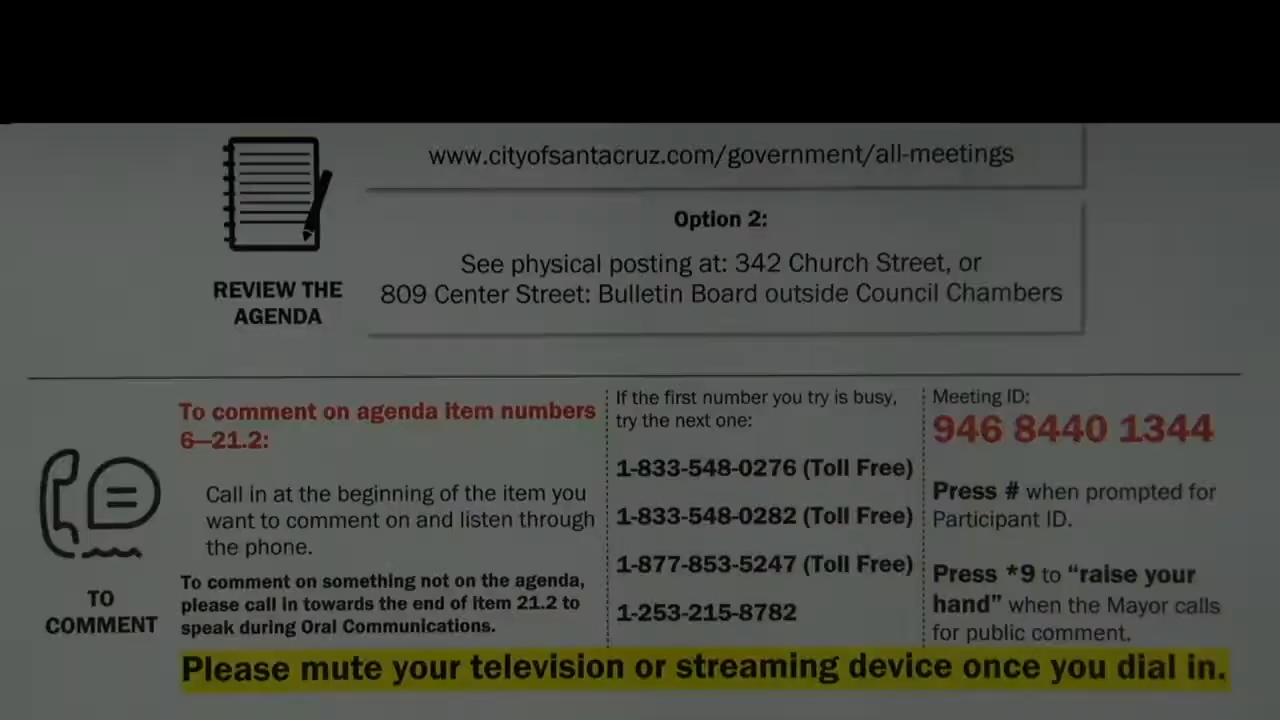 www.cityofsantacruz.com/government/all-meetings
Option 2:
See physical posting at: 342 Church Street, or
809 Center Street: Bulletin Board outside Council Chambers
REVIEW THE
AGENDA
To comment on agenda item numbers
6—21.2:
Call in at the beginning of the item you
want to comment on and listen through
the phone.
To comment on something not on the agenda,
please call in towards the end of item 21.2 to
speak during Oral Communications.
TO
COMMENT
If the first number you try is busy,
try the next one:
1-833-548-0276 (Toll Free)
1-833-548-0282 (Toll Free)
1-877-853-5247 (Toll Free)
1-253-215-8782
Meeting ID:
946 8440 1344
Press # when prompted for
Participant ID.
Press *9 to “raise your
hand” when the Mayor calls
for public comment.
Please mute your television or streaming device once you dial in.